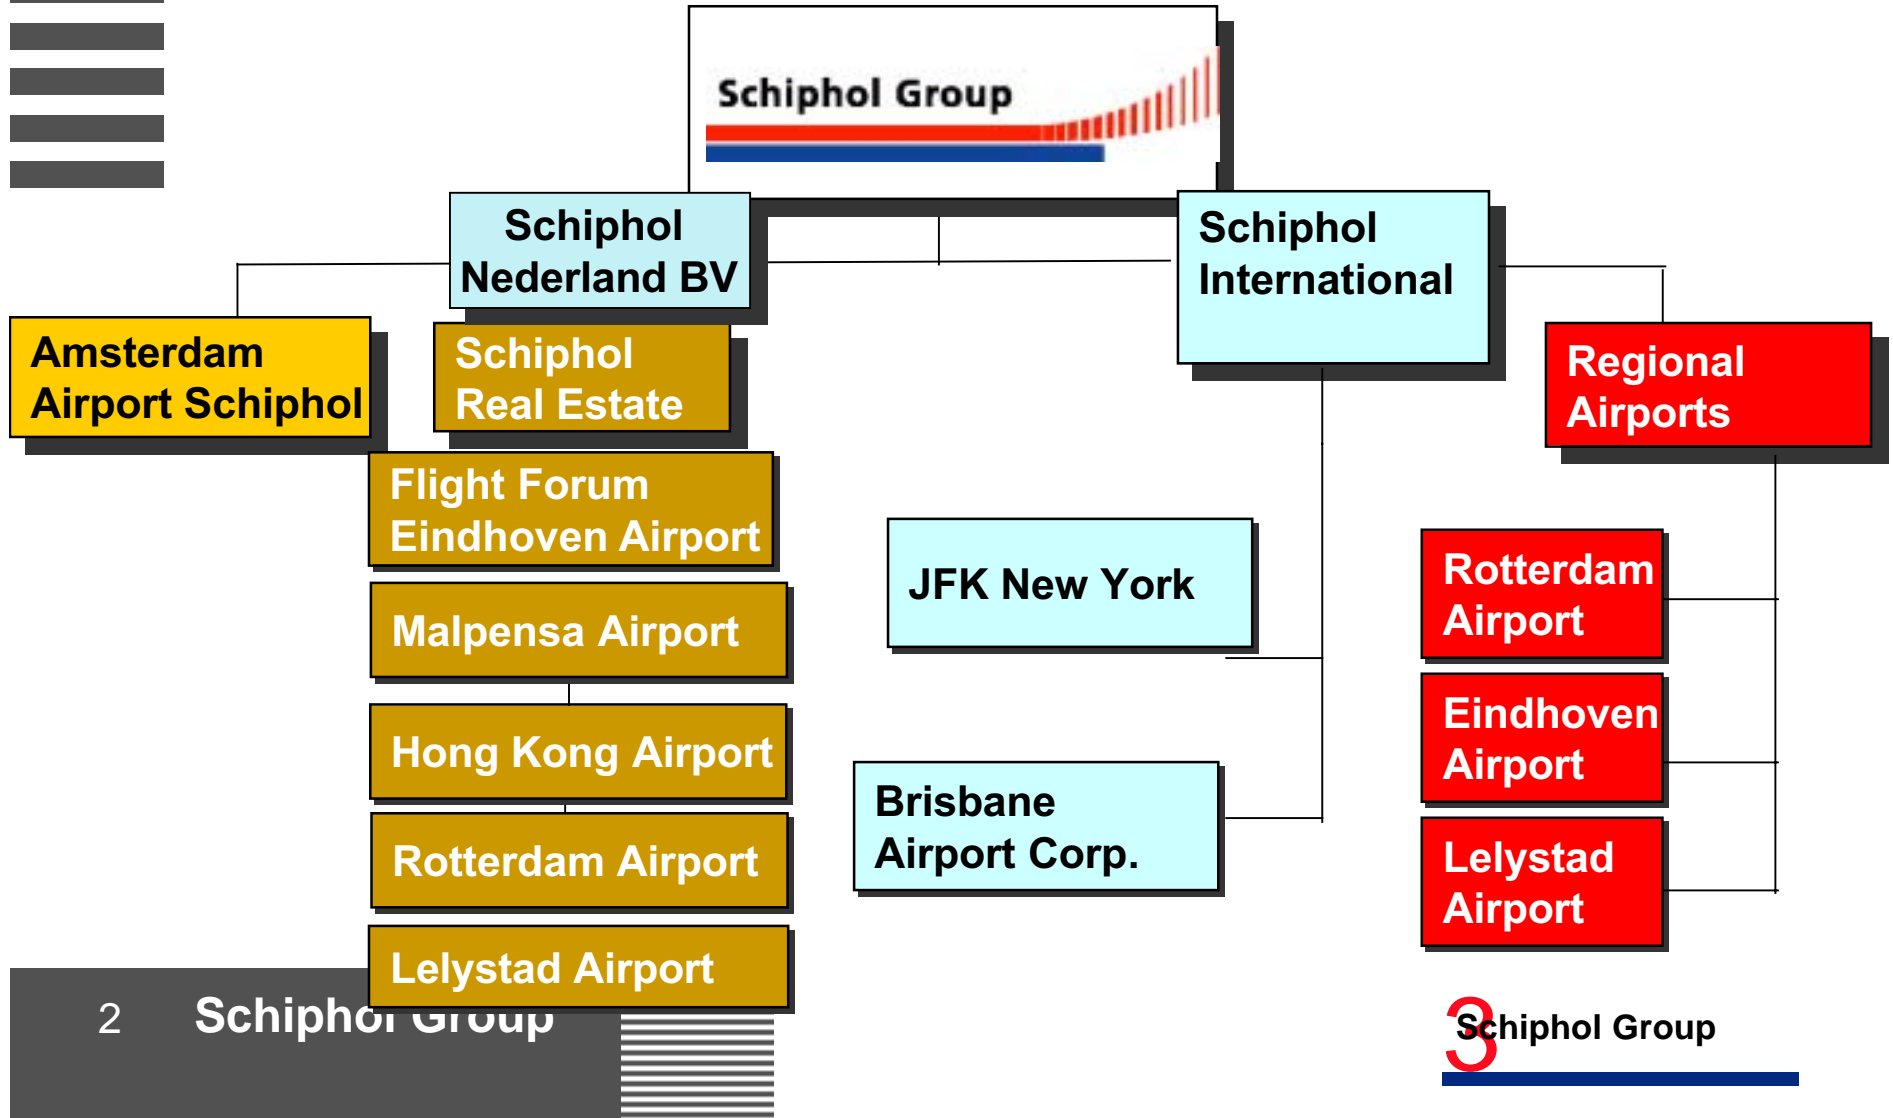 Schiphol Group
Schiphol
Nederland BV
Schiphol
International
Amsterdam
Airport Schiphol
Schiphol
Real Estate
Regional
Airports
Flight Forum
Eindhoven Airport
Malpensa Airport
Hong Kong Airport
Rotterdam Airport
Lelystad Airport
JFK New York
Brisbane
Airport Corp.
Rotterdam
Airport
Eindhoven
Airport
Lelystad
Airport
2 Schiphol Group
3
Schiphol Group